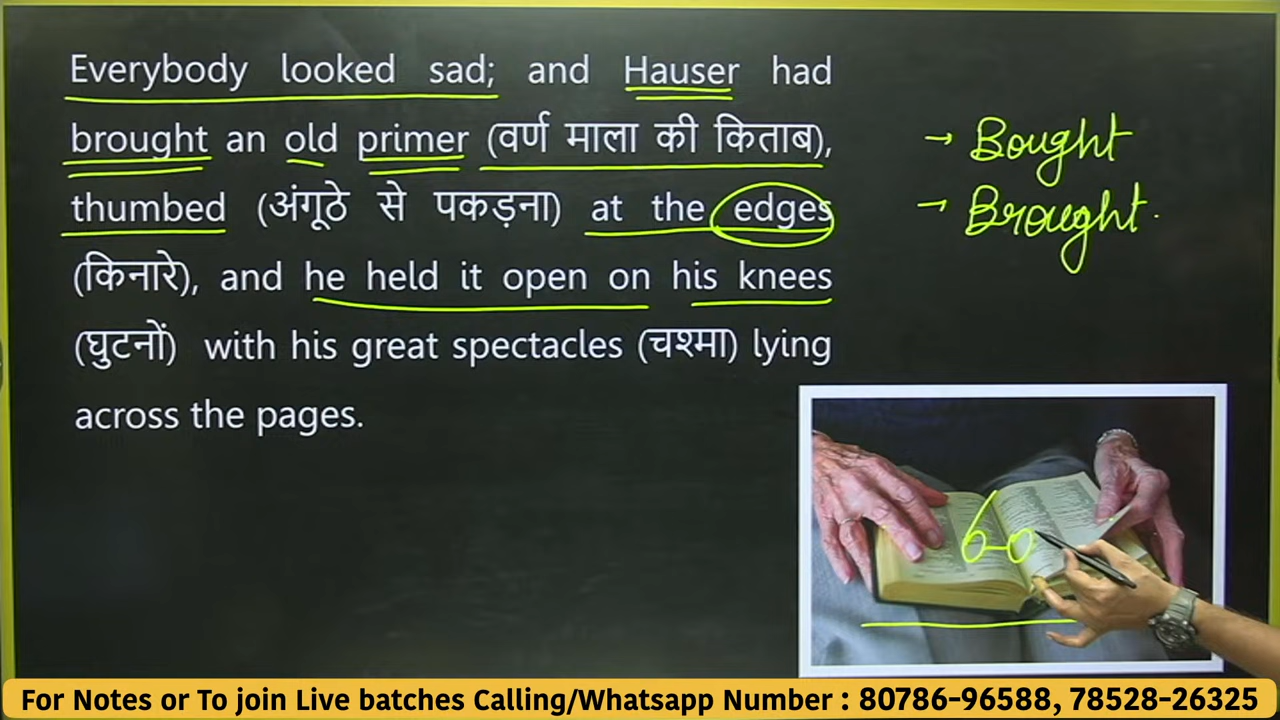 Everybody looked sad; and Hauser had
brought an old primer (वर्ण माला की किताब),
thumbed (अंगूठे से पकड़ना) at the edges
(किनारे), and he held it open on his knees
(घुटनों) with his great spectacles (चश्मा) lying
across the pages.
→ Bought
→ Brought.
For Notes or To join Live batches Calling/Whatsapp Number : 80786-96588, 78528-26325